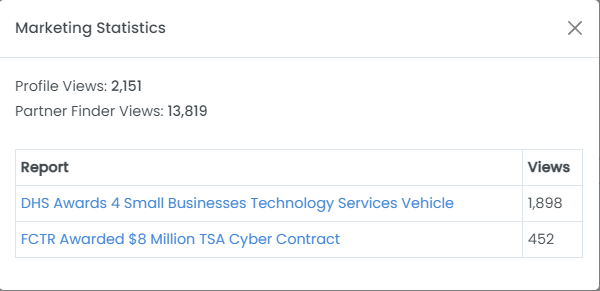 Marketing Statistics
Profile Views: 2,151
Partner Finder Views: 13,819
Report Views
DHS Awards 4 Small Businesses Technology Services Vehicle 1,898
FCTR Awarded $8 Million TSA Cyber Contract 452